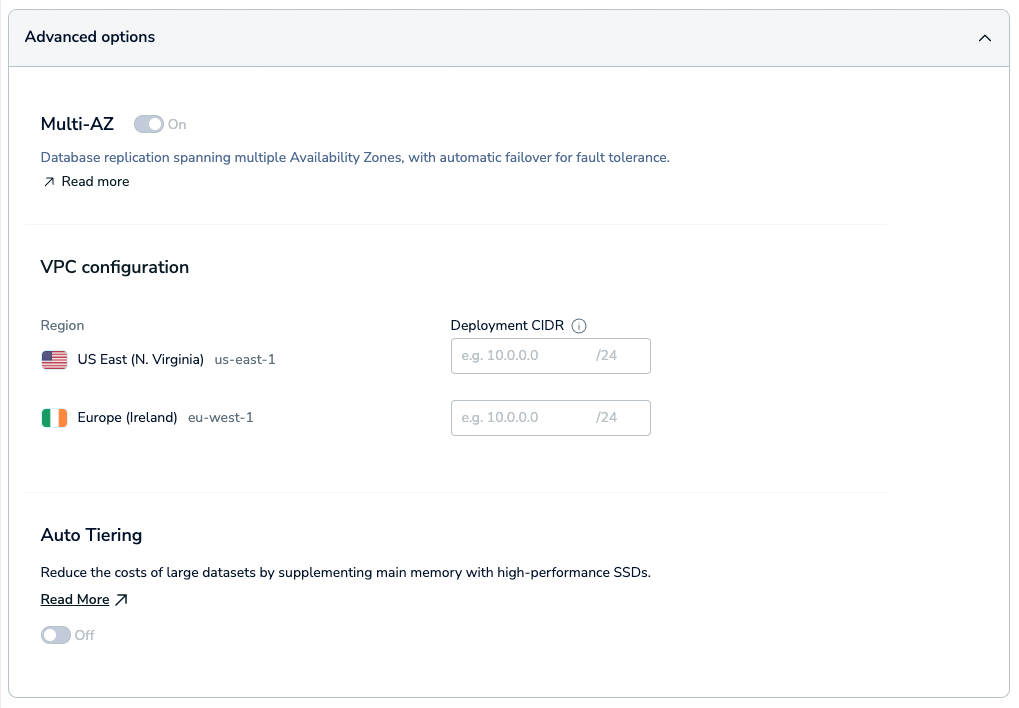 Advanced options
Multi-AZ On
Database replication spanning multiple Availability Zones, with automatic failover for fault tolerance.
Read more
VPC configuration
Region Deployment CIDR
US East (N. Virginia) us-east-1 e.g. 10.0.0.0 /24
Europe (Ireland) eu-west-1 e.g. 10.0.0.0 /24
Auto Tiering
Reduce the costs of large datasets by supplementing main memory with high-performance SSDs.
Read More
Off